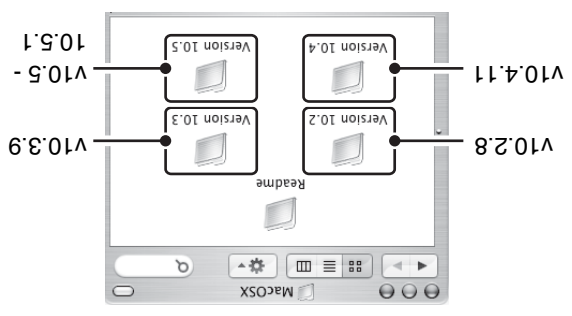 MacOSX
Readme
v10.2.8
Version 10.2
Version 10.3
v10.3.9
v10.4.11
Version 10.4
Version 10.5
v10.5 -
10.5.1